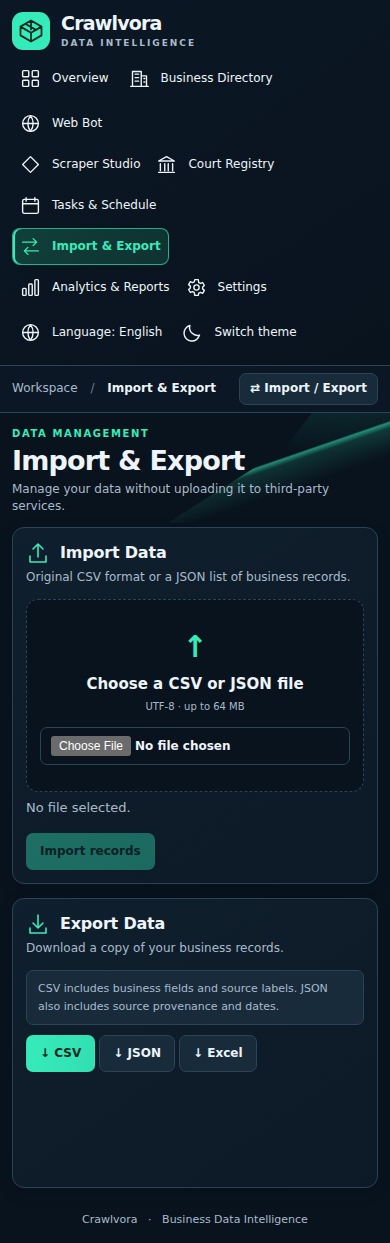 Crawlvora
DATA INTELLIGENCE
Overview Business Directory
Web Bot
Scraper Studio Court Registry
Tasks & Schedule
Import & Export
Analytics & Reports Settings
Language: English Switch theme
Workspace / Import & Export ⇄ Import / Export
DATA MANAGEMENT
Import & Export
Manage your data without uploading it to third-party
services.
Import Data
Original CSV format or a JSON list of business records.
↑
Choose a CSV or JSON file
UTF-8 · up to 64 MB
Choose File No file chosen
No file selected.
Import records
Export Data
Download a copy of your business records.
CSV includes business fields and source labels. JSON
also includes source provenance and dates.
↓ CSV ↓ JSON ↓ Excel
Crawlvora · Business Data Intelligence